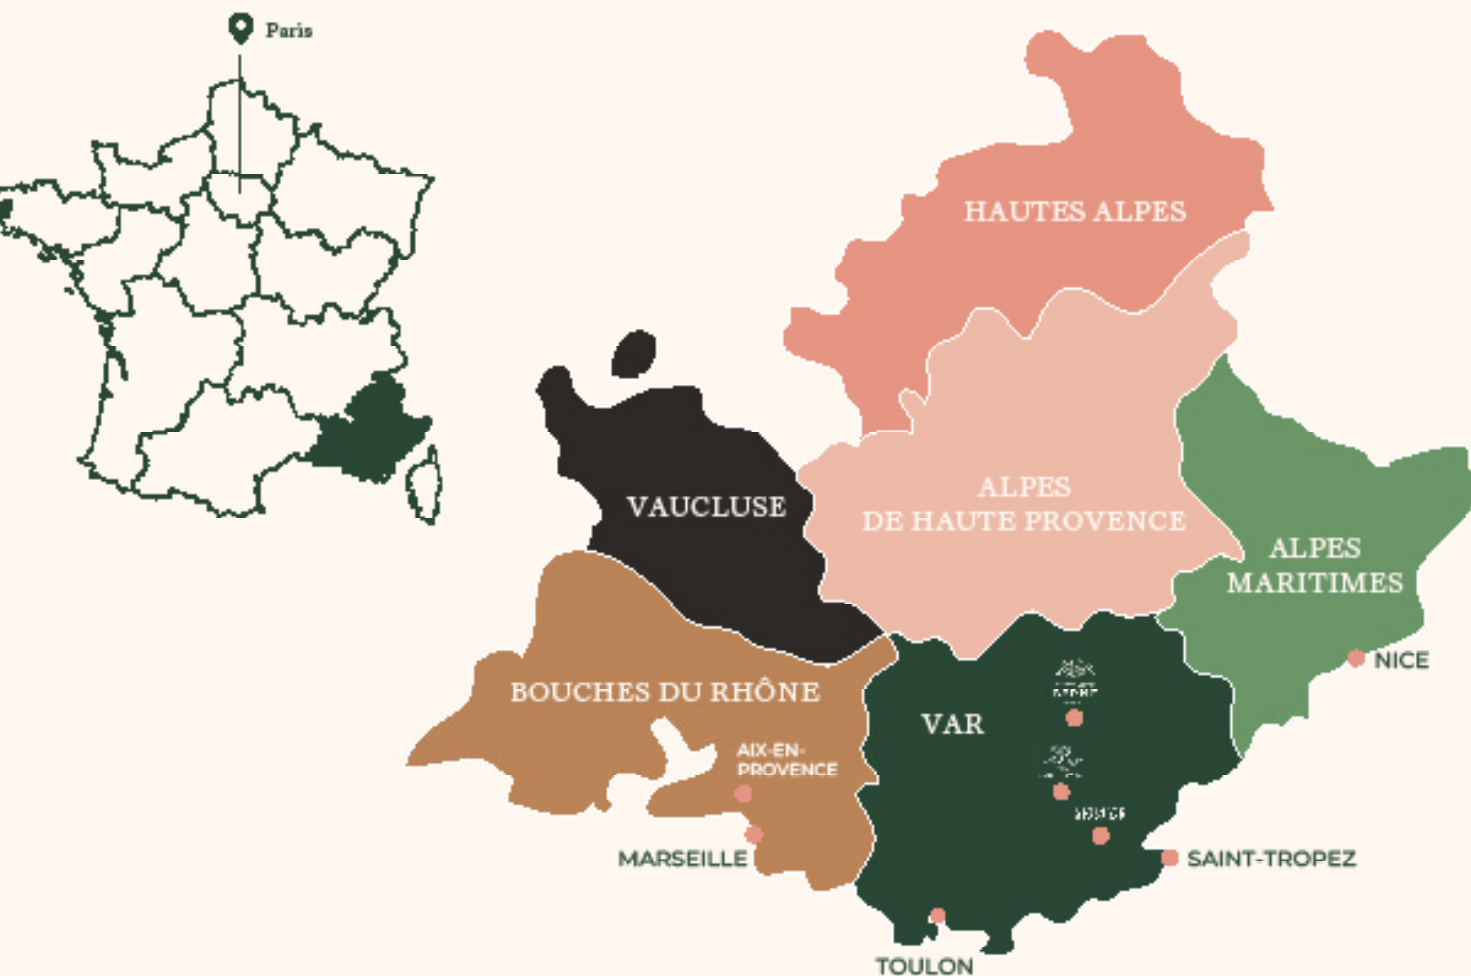 Paris
HAUTES ALPES
VAUCLUSE
ALPES
DE HAUTE PROVENCE
ALPES
MARITIMES
NICE
BOUCHES DU RHÔNE
VAR
AIX-EN-
PROVENCE
MARSEILLE
SAINT-TROPEZ
TOULON